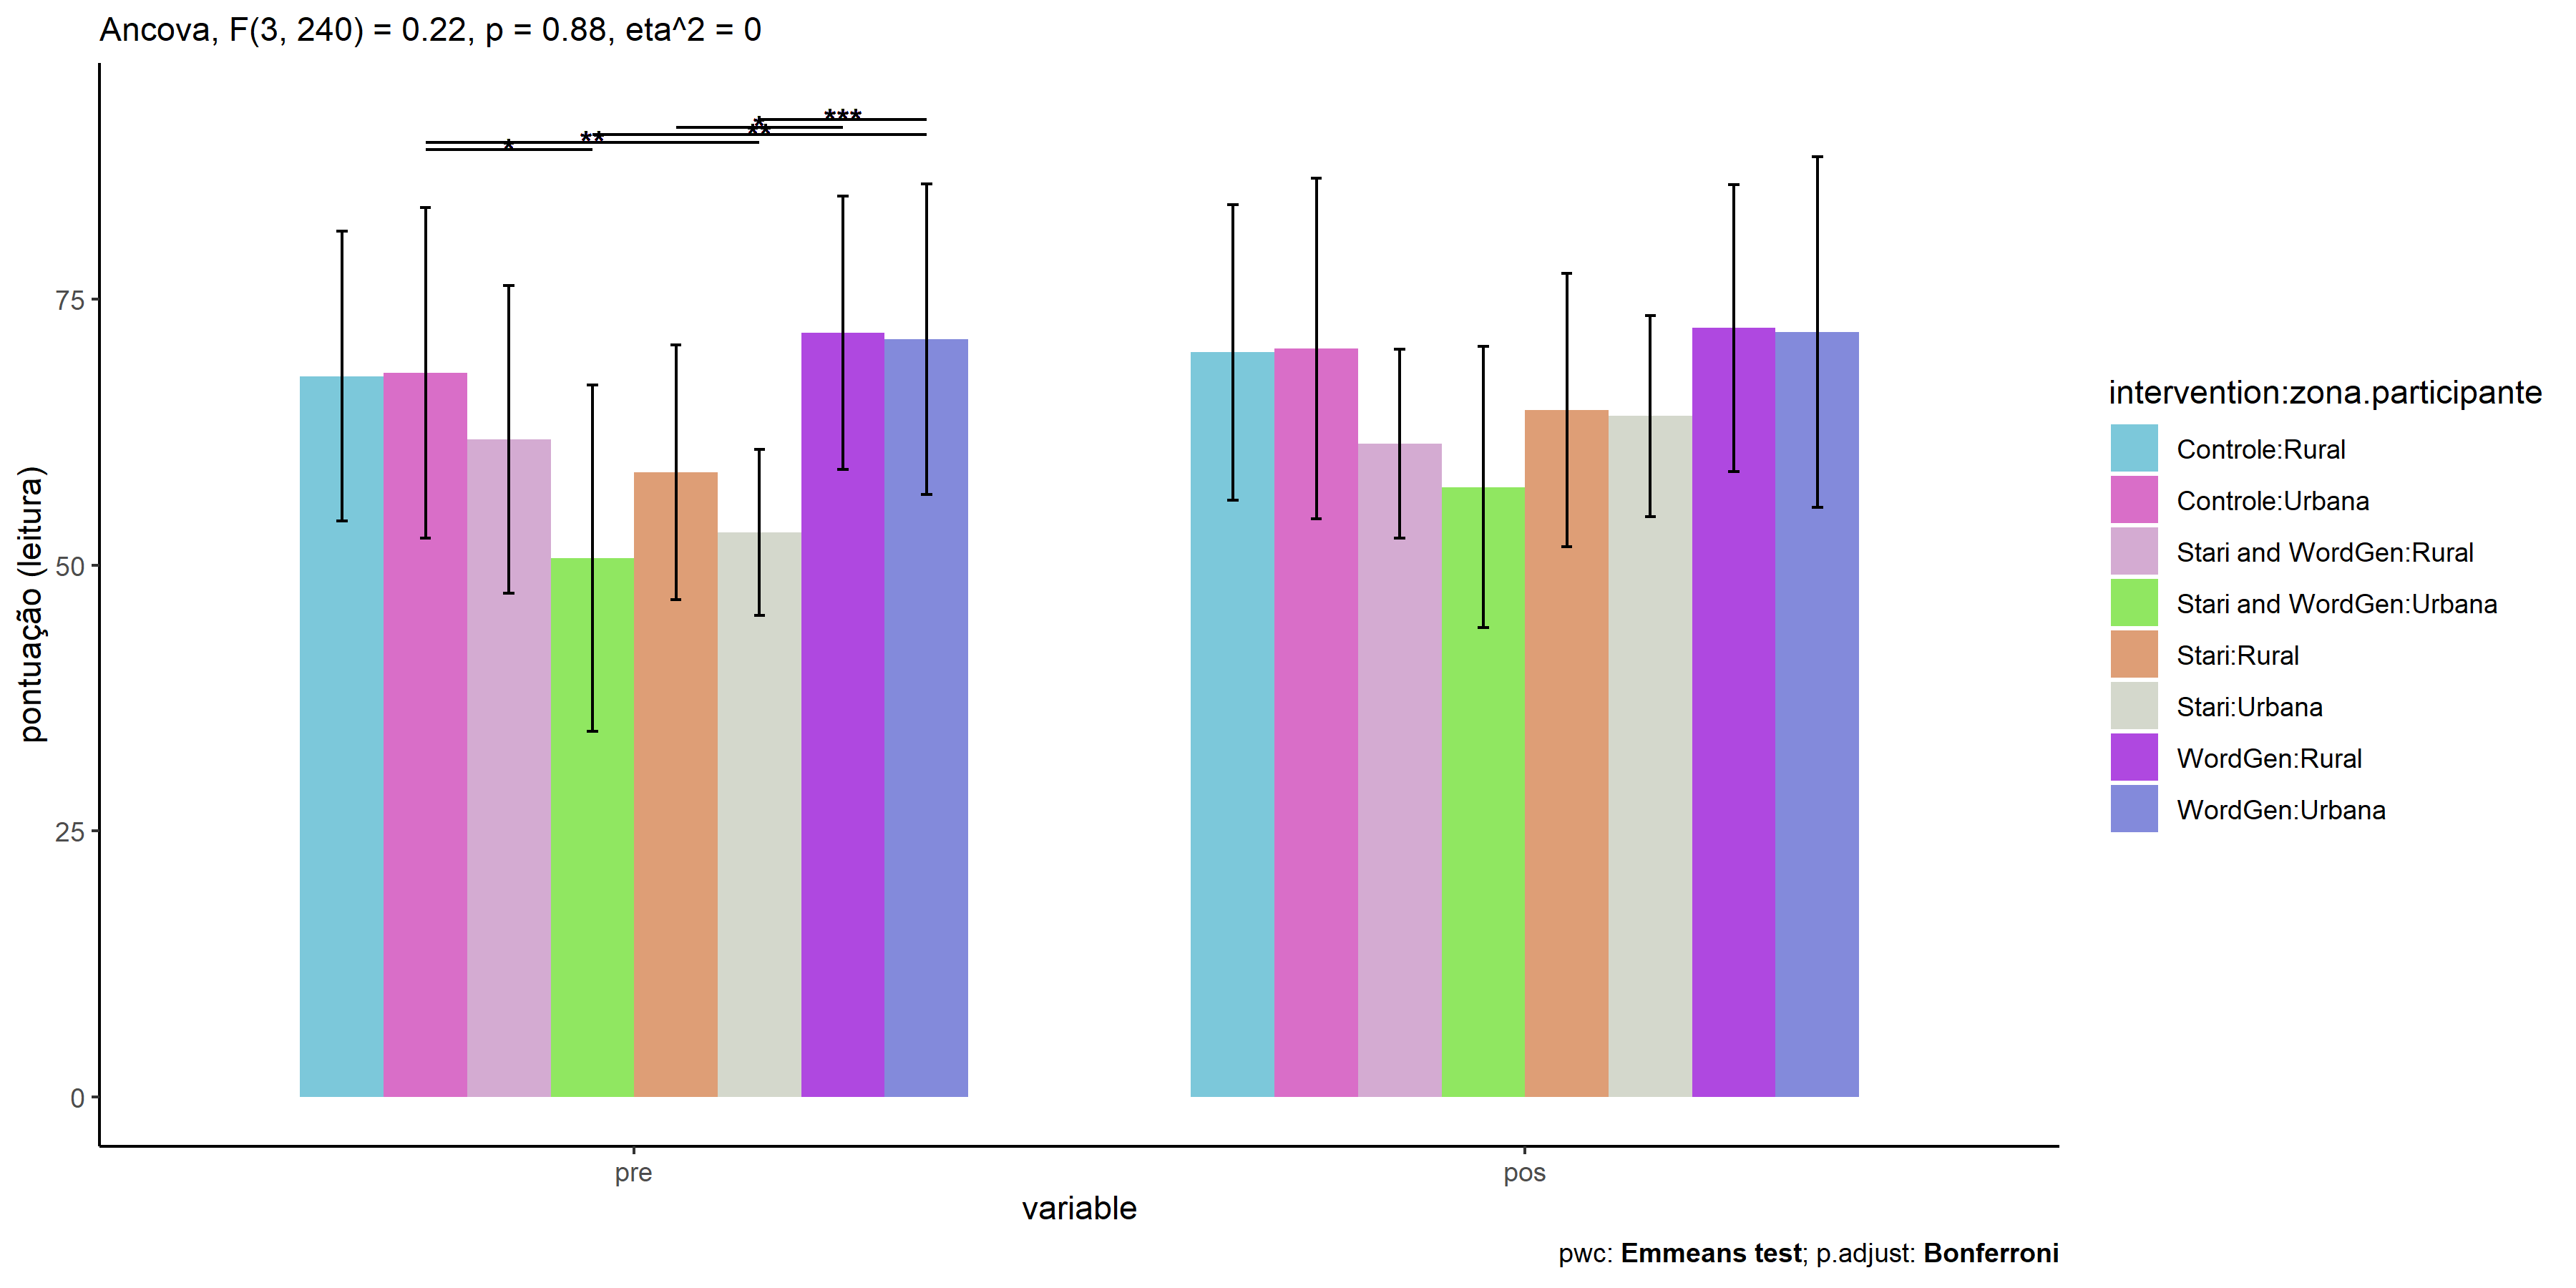 Ancova, F(3, 240) = 0.22, p = 0.88, eta^2 = 0
***
*
**
**
*
75
50
25
0
pontuação (leitura)
pre
pos
variable
intervention:zona.participante
Controle:Rural
Controle:Urbana
Stari and WordGen:Rural
Stari and WordGen:Urbana
Stari:Rural
Stari:Urbana
WordGen:Rural
WordGen:Urbana
pwc: Emmeans test; p.adjust: Bonferroni